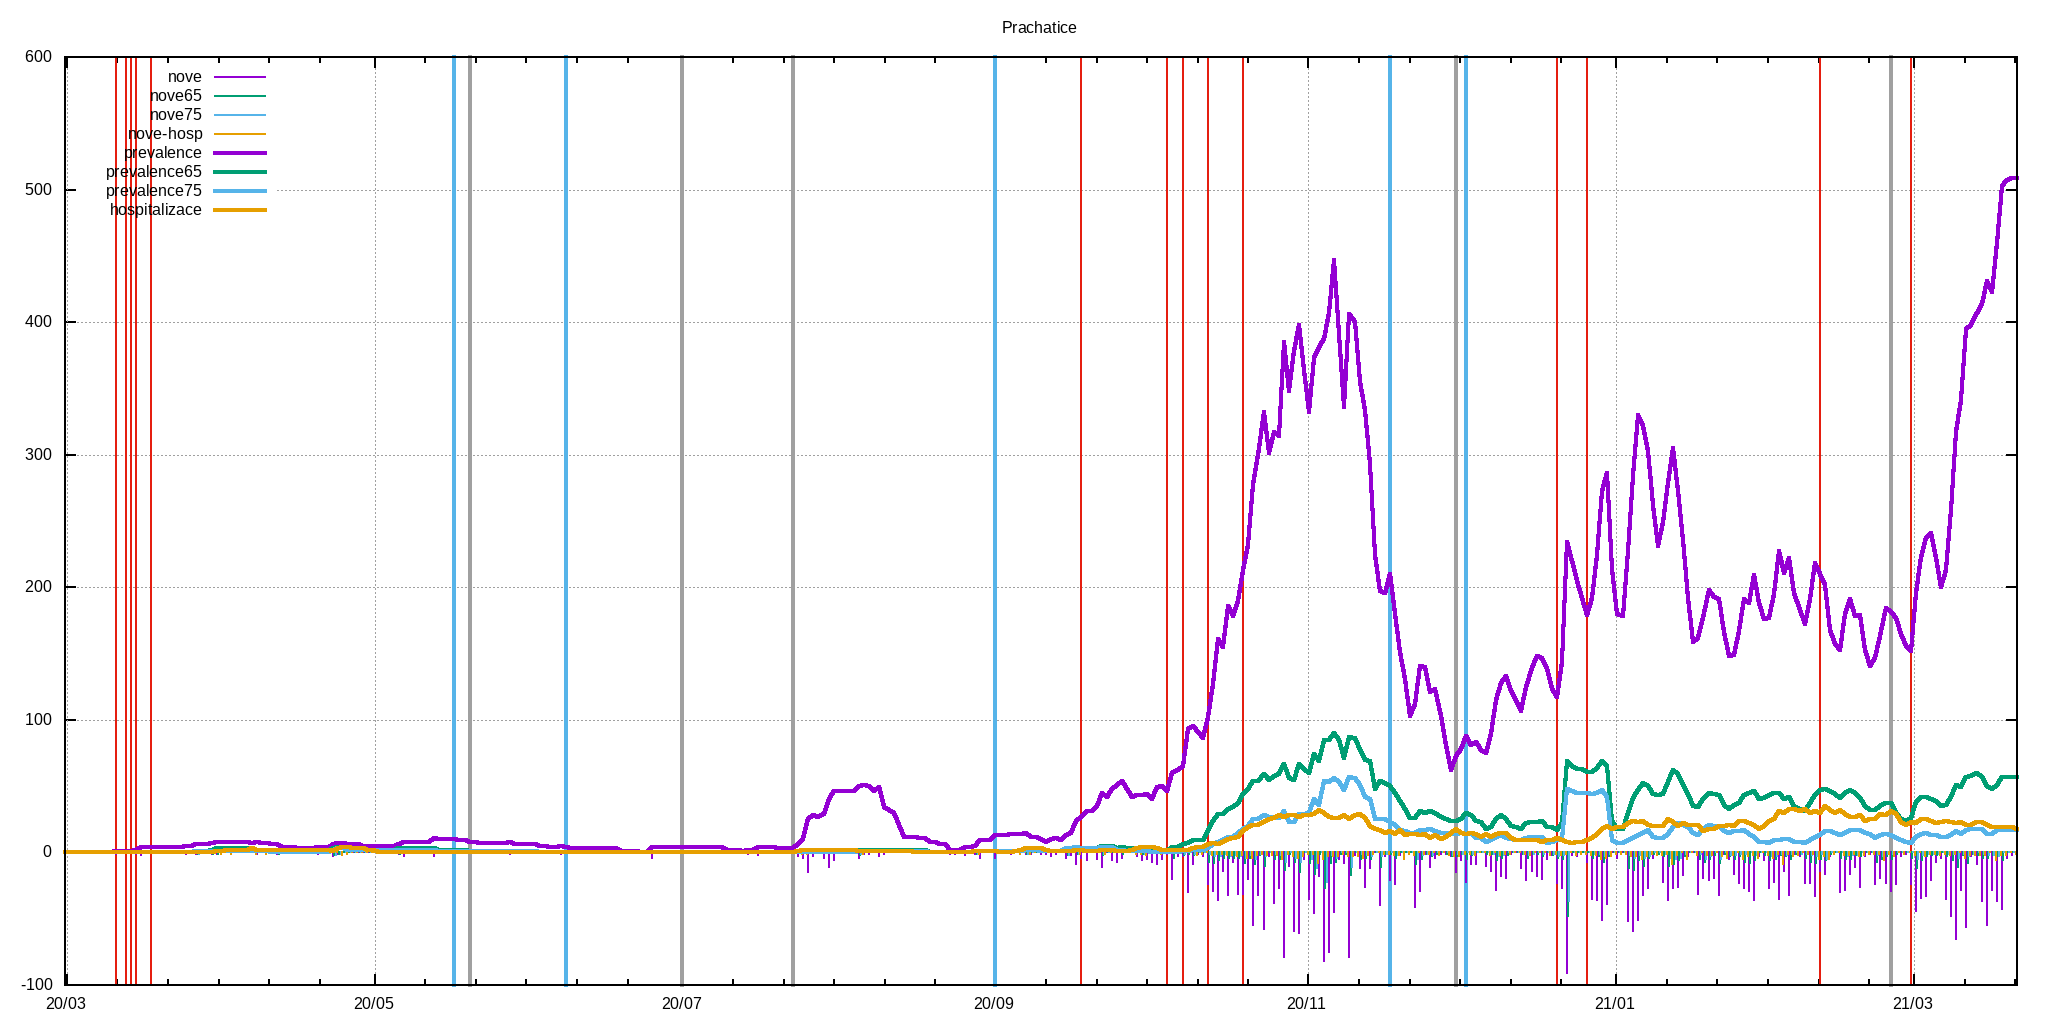 Prachatice
600
500
400
300
200
100
0
-100
nove
nove65
nove75
nove-hosp
prevalence
prevalence65
prevalence75
hospitalizace
20/03 20/05 20/07 20/09 20/11 21/01 21/03